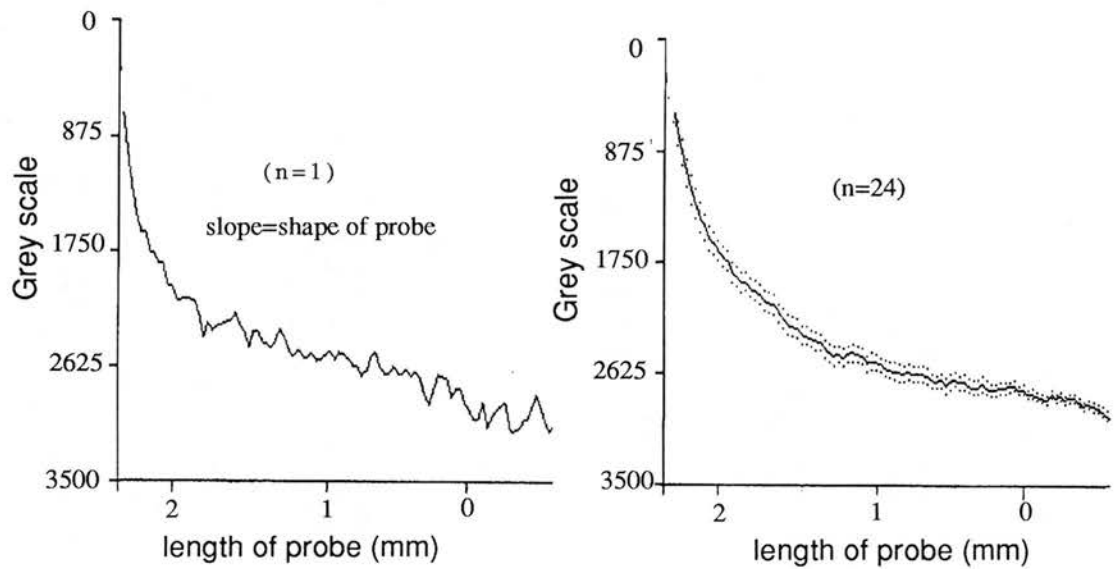 0
875
1750
2625
3500
Grey scale
(n=1)
slope=shape of probe
2 1 0
length of probe (mm)
0
875
1750
2625
3500
Grey scale
(n=24)
2 1 0
length of probe (mm)